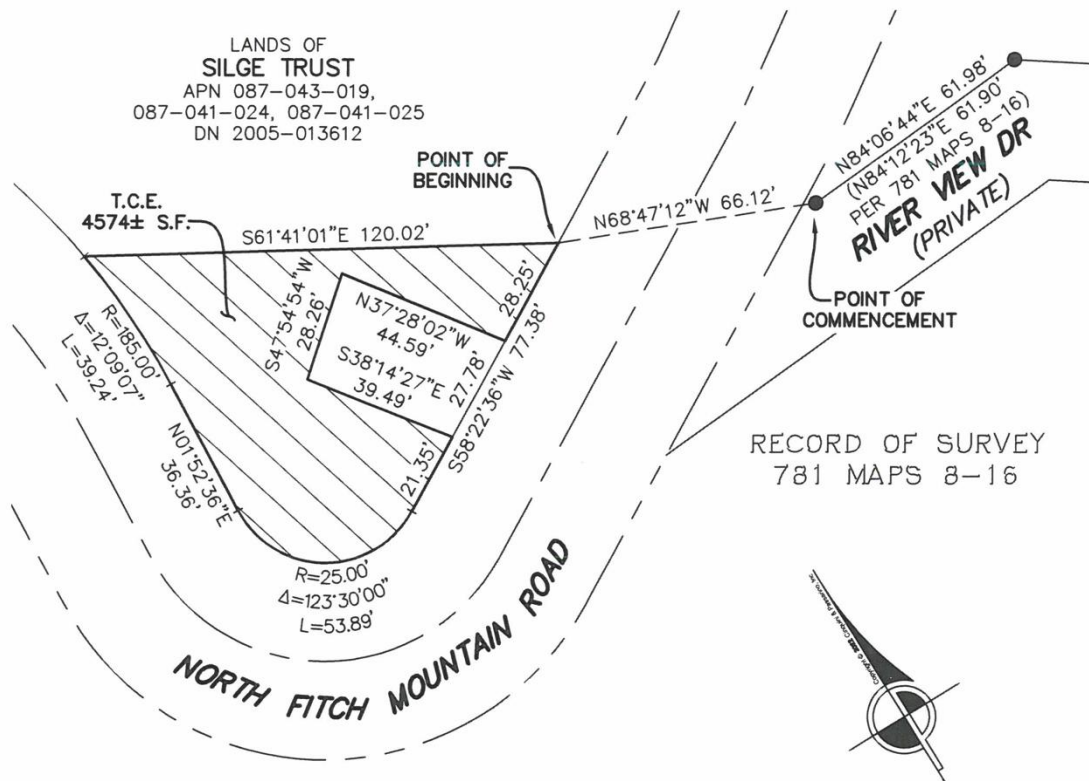 LANDS OF
SILGE TRUST
APN 087-043-019,
087-041-024, 087-041-025
DN 2005-013612
POINT OF
BEGINNING
T.C.E.
4574± S.F.
S61°41'01"E 120.02'
N68°47'12"W 66.12'
N84°06'44"E 61.98'
(N84°12'23"E 61.90'
PER 781 MAPS 8-16)
RIVER VIEW DR
(PRIVATE)
POINT OF
COMMENCEMENT
S47°54'54"W
28.26'
N37°28'02"W
44.59'
S38°14'27"E
39.49'
28.25'
27.78'
S58°22'36"W 77.38'
21.35'
R=185.00'
Δ=12°09'07"
L=39.24'
N01°52'36"E
36.36'
R=25.00'
Δ=123°30'00"
L=53.89'
RECORD OF SURVEY
781 MAPS 8-16
NORTH FITCH MOUNTAIN ROAD
Copyright © Cinquini & Passarino, Inc.